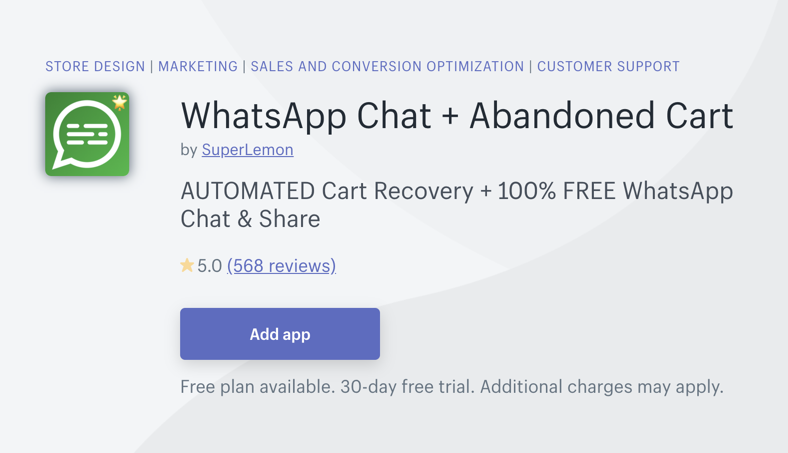 STORE DESIGN | MARKETING | SALES AND CONVERSION OPTIMIZATION | CUSTOMER SUPPORT
WhatsApp Chat + Abandoned Cart
by SuperLemon
AUTOMATED Cart Recovery + 100% FREE WhatsApp
Chat & Share
5.0 (568 reviews)
Add app
Free plan available. 30-day free trial. Additional charges may apply.